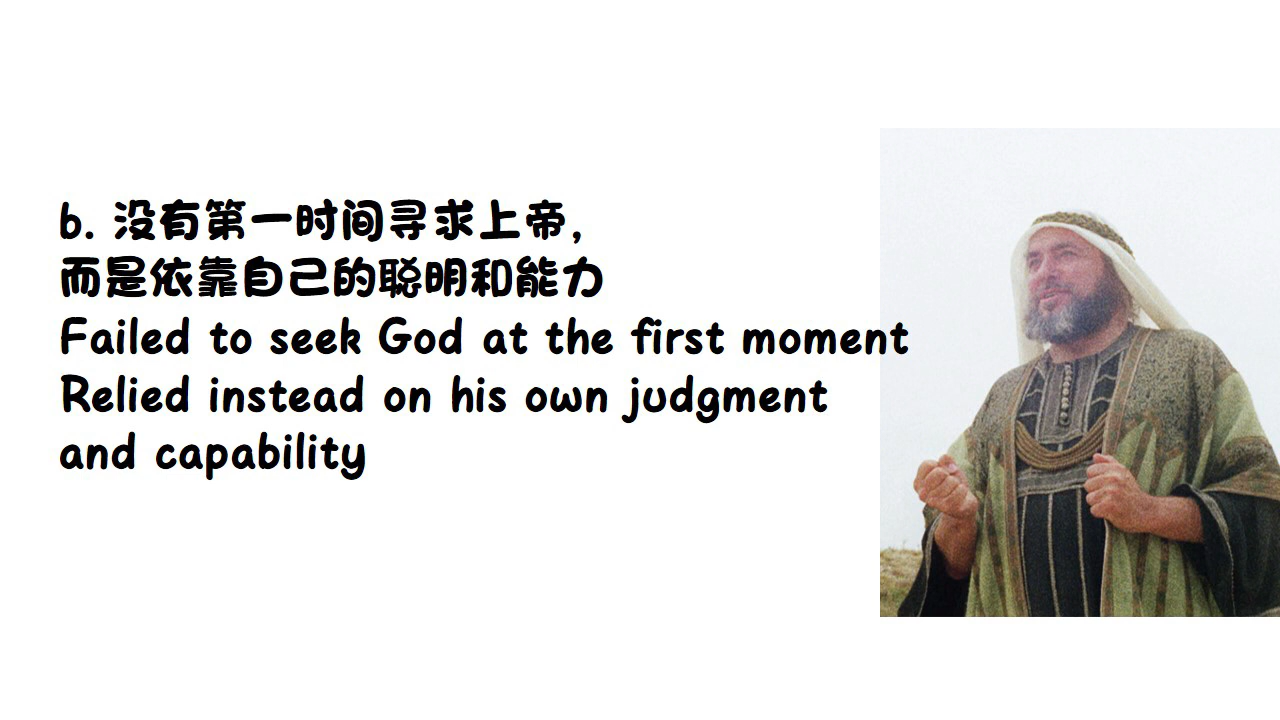 b. 没有第一时间寻求上帝,
而是依靠自己的聪明和能力
Failed to seek God at the first moment
Relied instead on his own judgment
and capability